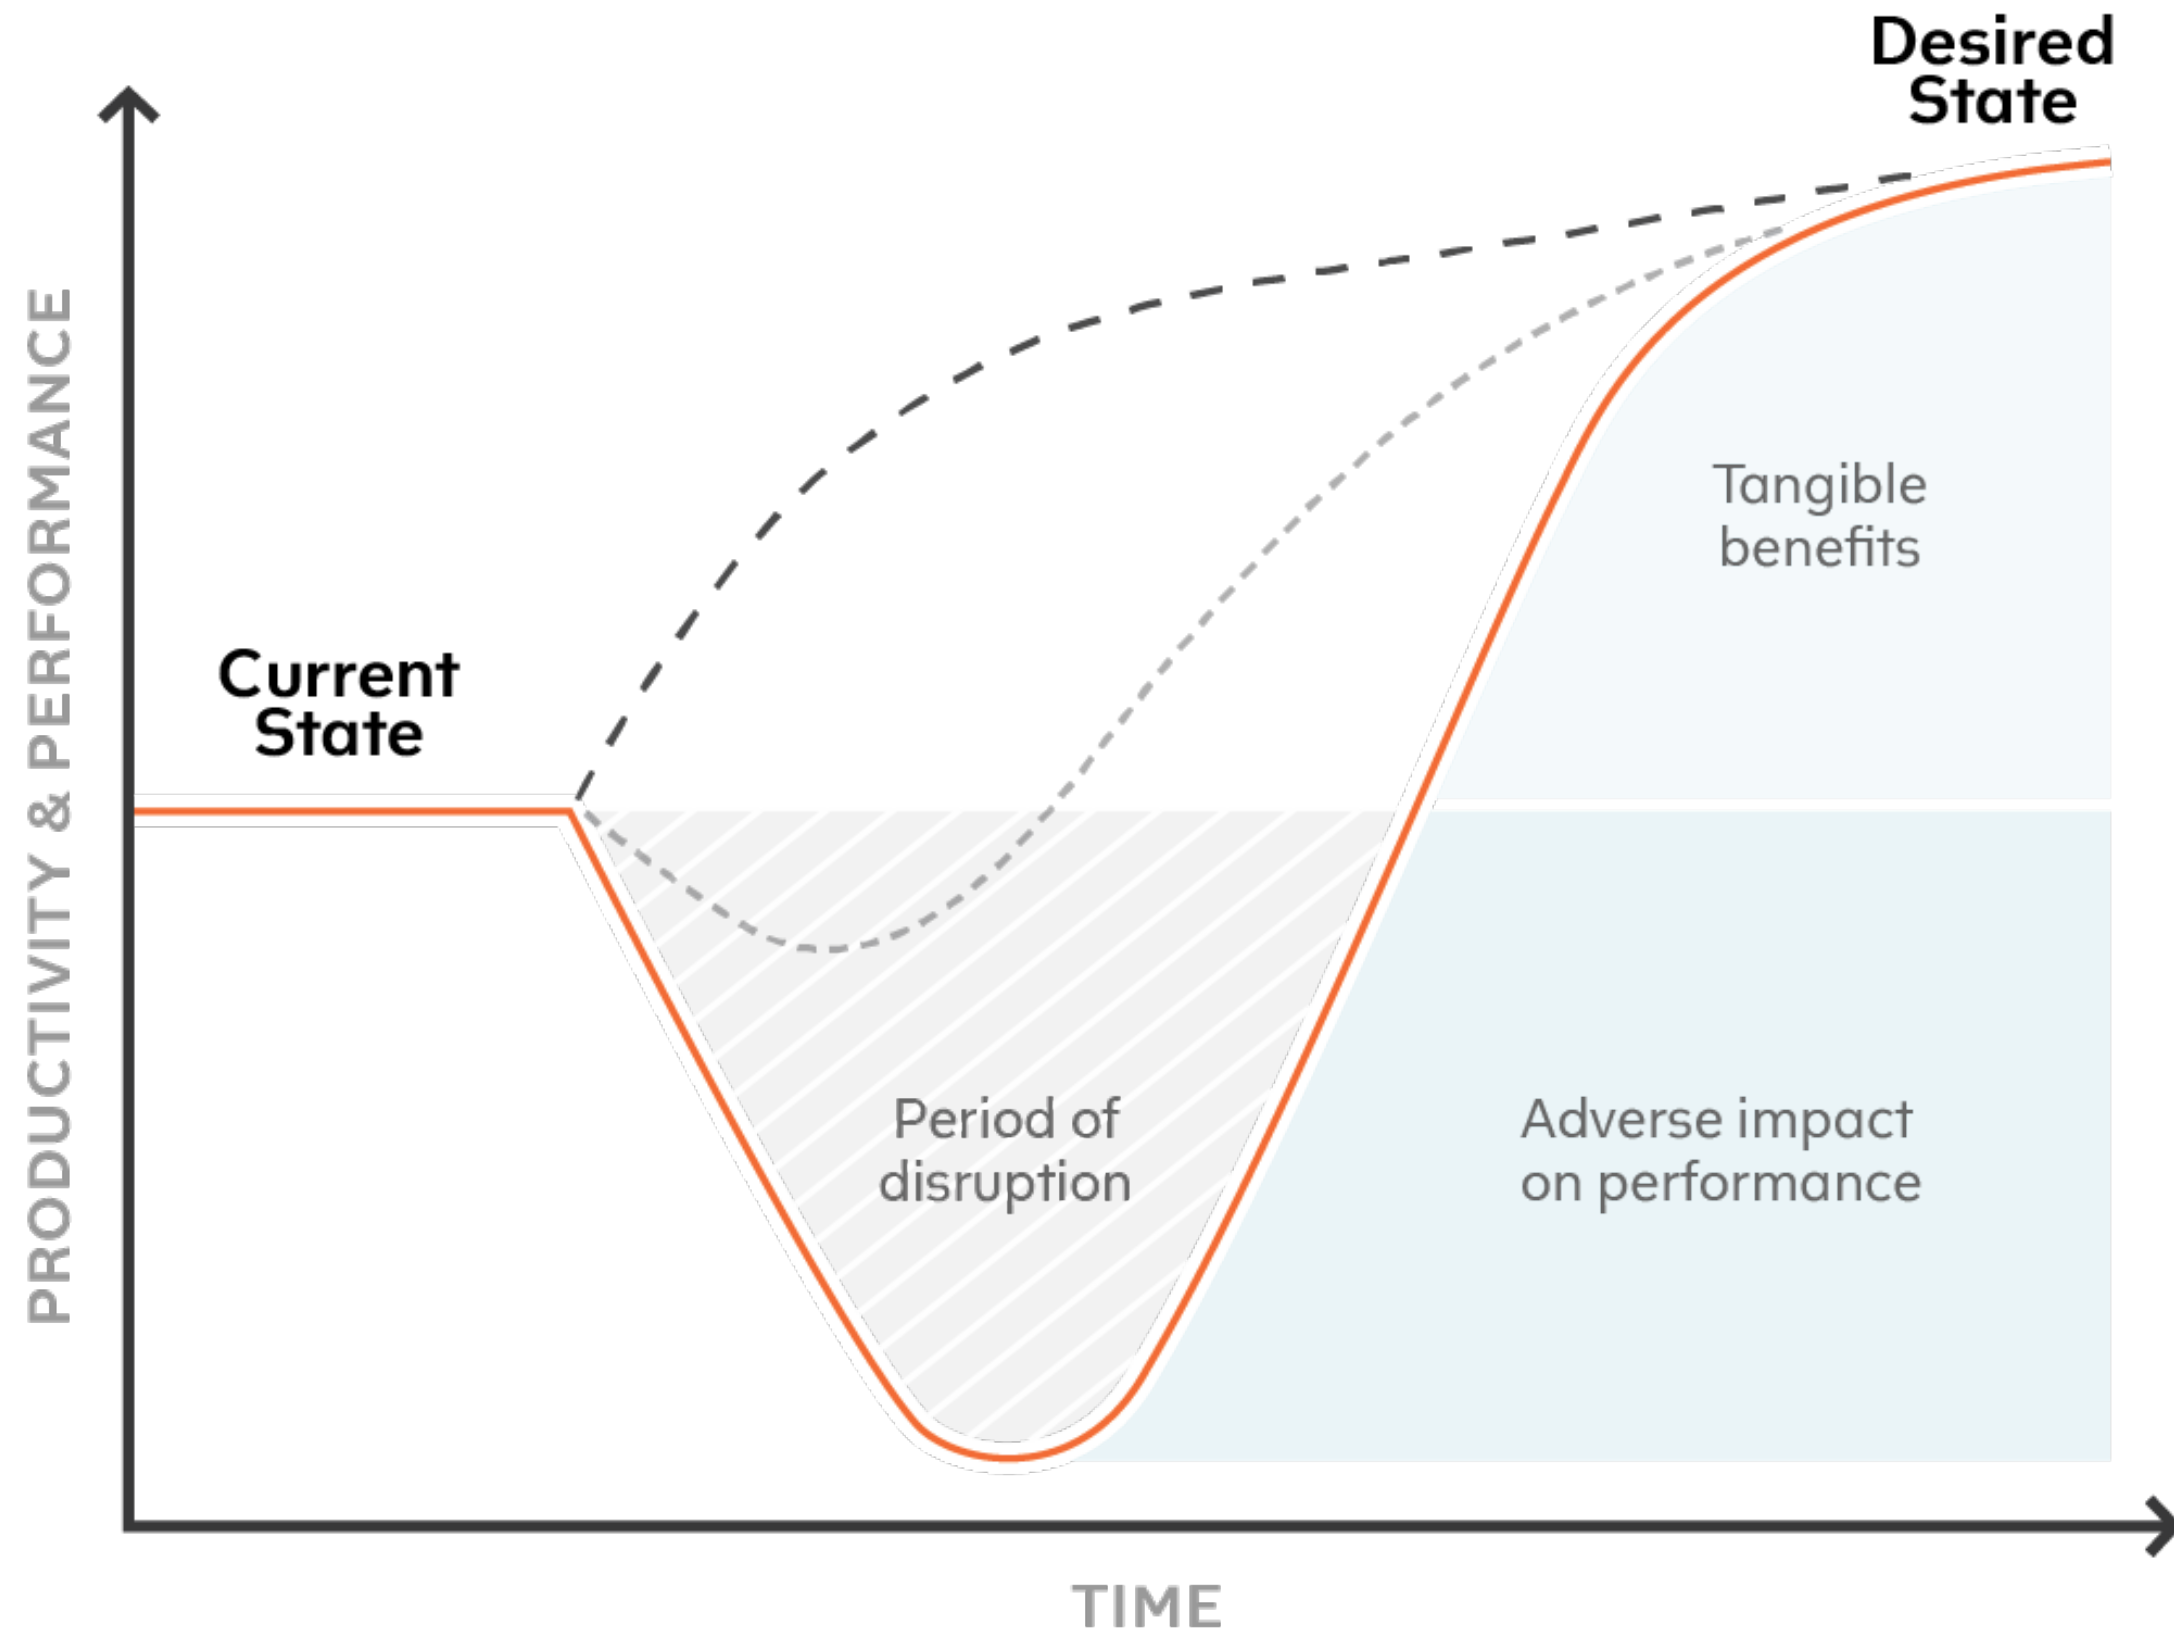 Desired
State
PRODUCTIVITY & PERFORMANCE
Current
State
Tangible
benefits
Period of
disruption
Adverse impact
on performance
TIME